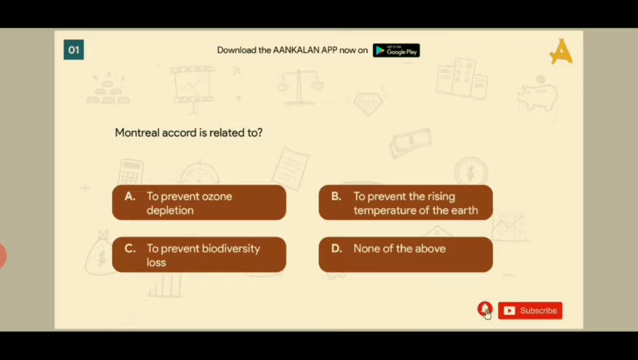 01
Download the AANKALAN APP now on
GET IT ON
Google Play
Montreal accord is related to?
A. To prevent ozone
depletion
B. To prevent the rising
temperature of the earth
C. To prevent biodiversity
loss
D. None of the above
Subscribe